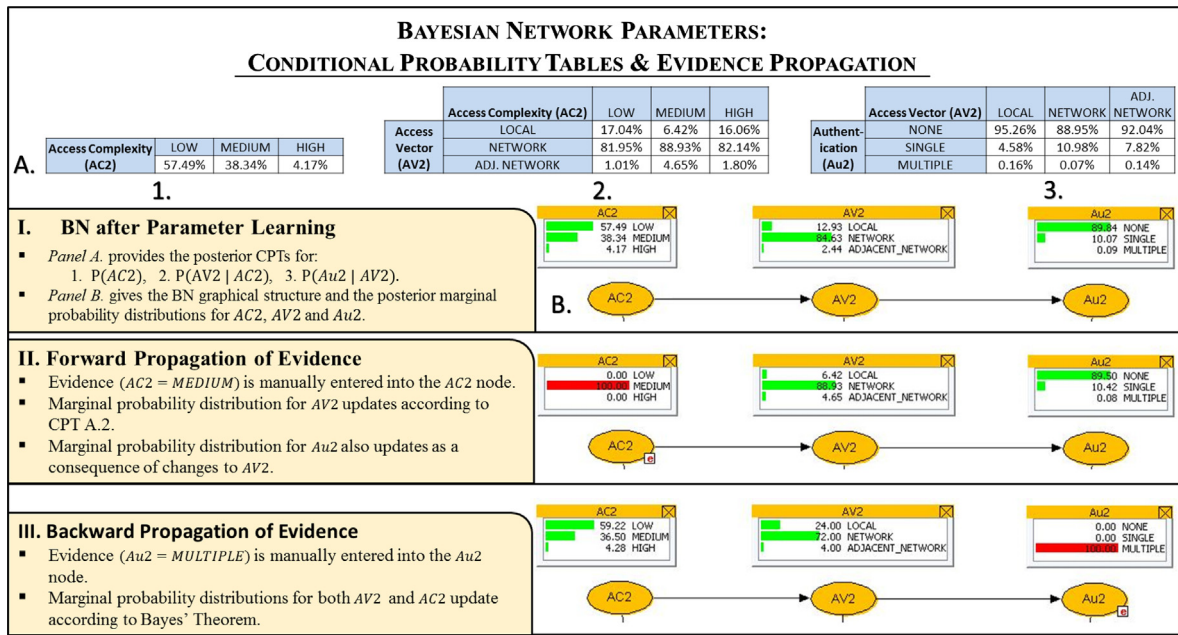 BAYESIAN NETWORK PARAMETERS:
CONDITIONAL PROBABILITY TABLES & EVIDENCE PROPAGATION
A.
Access Complexity (AC2) LOW MEDIUM HIGH
57.49% 38.34% 4.17%
1.
Access Complexity (AC2) LOW MEDIUM HIGH
Access Vector (AV2) LOCAL 17.04% 6.42% 16.06%
NETWORK 81.95% 88.93% 82.14%
ADJ. NETWORK 1.01% 4.65% 1.80%
2.
Access Vector (AV2) LOCAL NETWORK ADJ. NETWORK
Authent-ication (Au2) NONE 95.26% 88.95% 92.04%
SINGLE 4.58% 10.98% 7.82%
MULTIPLE 0.16% 0.07% 0.14%
3.
I. BN after Parameter Learning
▪ Panel A. provides the posterior CPTs for:
1. P(AC2), 2. P(AV2 | AC2), 3. P(Au2 | AV2).
▪ Panel B. gives the BN graphical structure and the posterior marginal
probability distributions for AC2, AV2 and Au2.
B.
AC2
57.49 LOW
38.34 MEDIUM
4.17 HIGH
AV2
12.93 LOCAL
84.63 NETWORK
2.44 ADJACENT_NETWORK
Au2
89.84 NONE
10.07 SINGLE
0.09 MULTIPLE
AC2
AV2
Au2
II. Forward Propagation of Evidence
▪ Evidence (AC2 = MEDIUM) is manually entered into the AC2 node.
▪ Marginal probability distribution for AV2 updates according to
CPT A.2.
▪ Marginal probability distribution for Au2 also updates as a
consequence of changes to AV2.
AC2
0.00 LOW
100.00 MEDIUM
0.00 HIGH
AV2
6.42 LOCAL
88.93 NETWORK
4.65 ADJACENT_NETWORK
Au2
89.50 NONE
10.42 SINGLE
0.08 MULTIPLE
AC2
e
AV2
Au2
III. Backward Propagation of Evidence
▪ Evidence (Au2 = MULTIPLE) is manually entered into the Au2
node.
▪ Marginal probability distributions for both AV2 and AC2 update
according to Bayes' Theorem.
AC2
59.22 LOW
36.50 MEDIUM
4.28 HIGH
AV2
24.00 LOCAL
72.00 NETWORK
4.00 ADJACENT_NETWORK
Au2
0.00 NONE
0.00 SINGLE
100.00 MULTIPLE
AC2
AV2
Au2
e